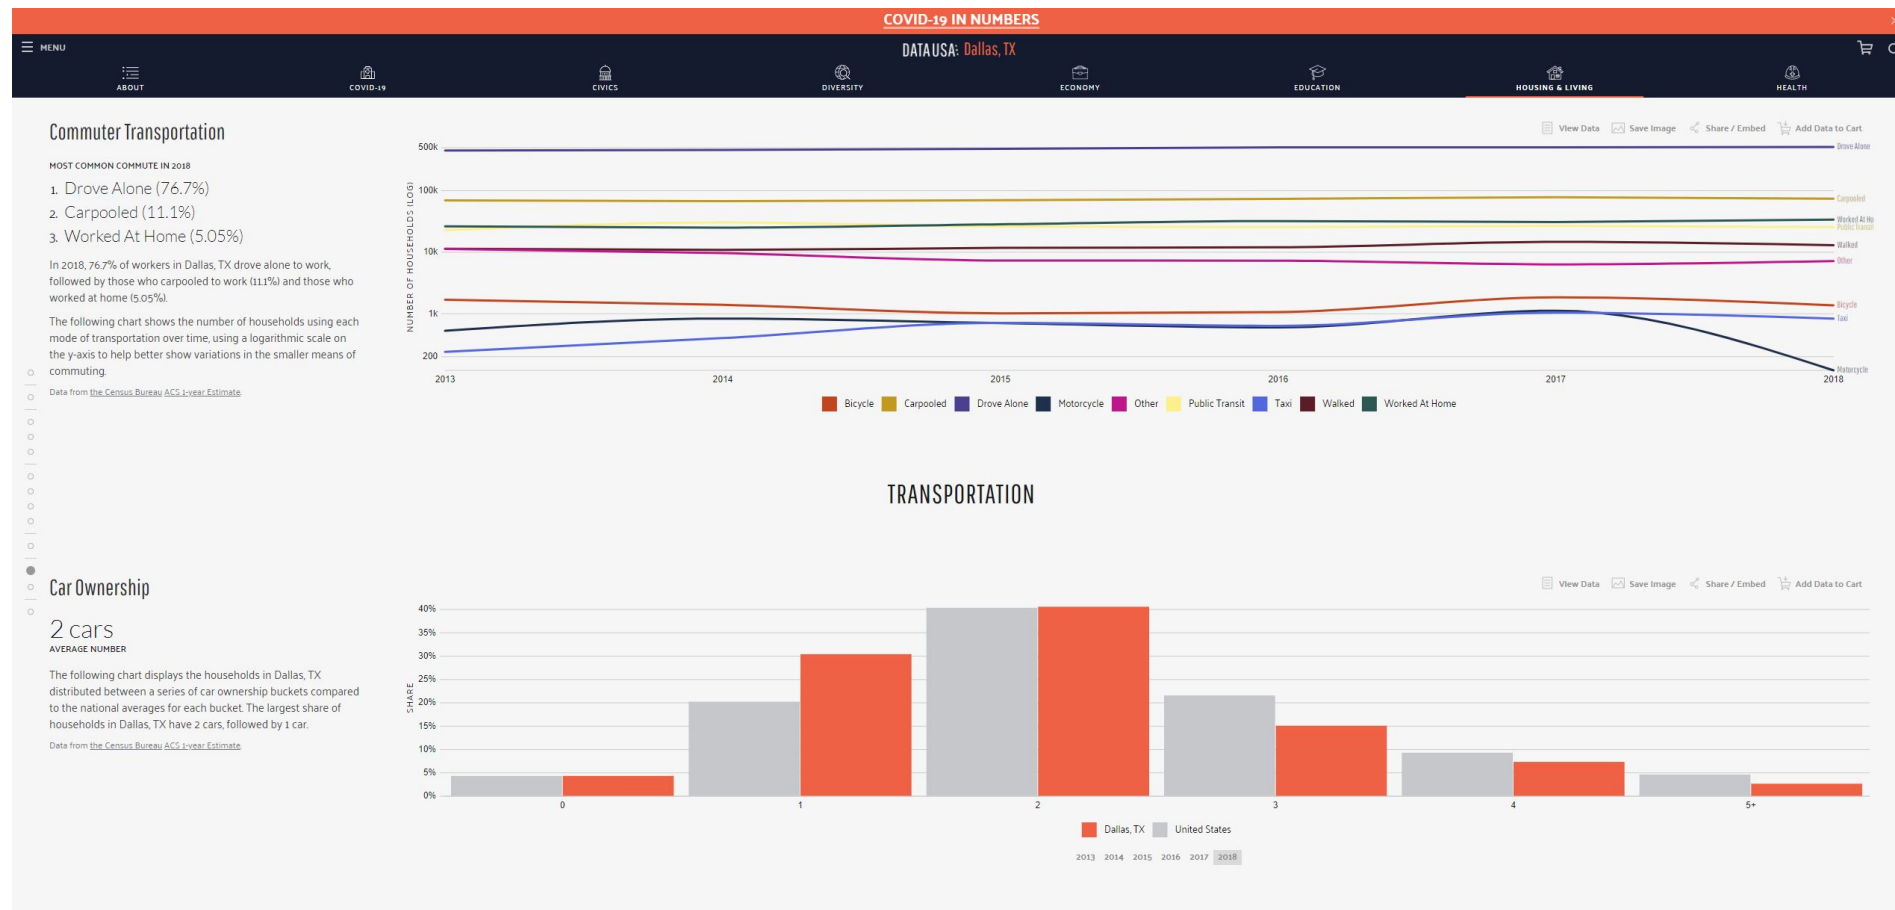 COVID-19 IN NUMBERS
MENU
DATAUSA: Dallas, TX
ABOUT
COVID-19
CIVICS
DIVERSITY
ECONOMY
EDUCATION
HOUSING & LIVING
HEALTH
Commuter Transportation
MOST COMMON COMMUTE IN 2018
1. Drove Alone (76.7%)
2. Carpooled (11.1%)
3. Worked At Home (5.05%)
In 2018, 76.7% of workers in Dallas, TX drove alone to work,
followed by those who carpooled to work (11.1%) and those who
worked at home (5.05%).
The following chart shows the number of households using each
mode of transportation over time, using a logarithmic scale on
the y-axis to help better show variations in the smaller means of
commuting.
Data from the Census Bureau ACS 1-year Estimate.
View Data Save Image Share / Embed Add Data to Cart
NUMBER OF HOUSEHOLDS (LOG)
500k
100k
10k
1k
200
Drove Alone
Carpooled
Worked At Ho
Public Transit
Walked
Other
Bicycle
Taxi
Motorcycle
2013 2014 2015 2016 2017 2018
Bicycle Carpooled Drove Alone Motorcycle Other Public Transit Taxi Walked Worked At Home
TRANSPORTATION
Car Ownership
2 cars
AVERAGE NUMBER
The following chart displays the households in Dallas, TX
distributed between a series of car ownership buckets compared
to the national averages for each bucket. The largest share of
households in Dallas, TX have 2 cars, followed by 1 car.
Data from the Census Bureau ACS 1-year Estimate.
View Data Save Image Share / Embed Add Data to Cart
SHARE
40%
35%
30%
25%
20%
15%
10%
5%
0%
0 1 2 3 4 5+
Dallas, TX United States
2013 2014 2015 2016 2017 2018